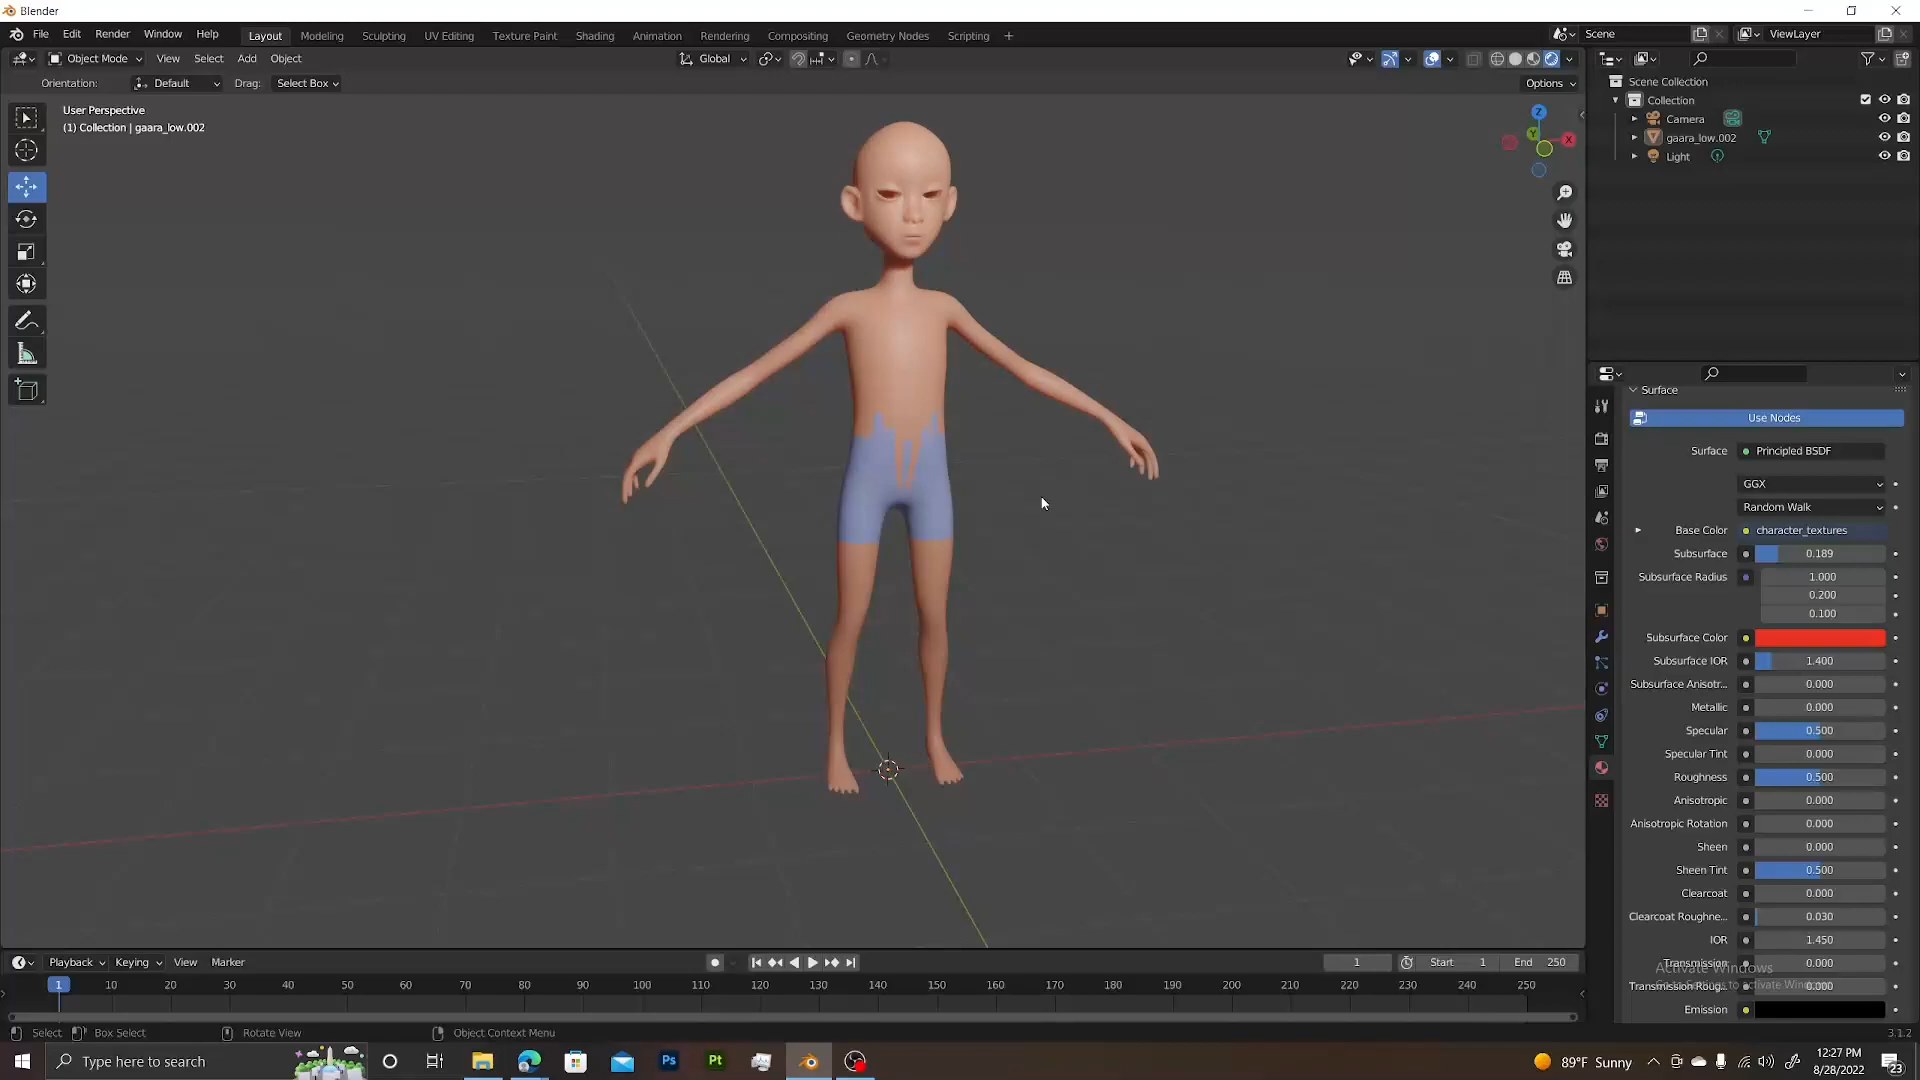 Blender
File Edit Render Window Help Layout Modeling Sculpting UV Editing Texture Paint Shading Animation Rendering Compositing Geometry Nodes Scripting + Scene ViewLayer
Object Mode View Select Add Object Global
Orientation: Default Drag: Select Box Options
User Perspective
(1) Collection | gaara_low.002
Z
Y
X
Scene Collection
Collection
Camera
gaara_low.002
Light
Surface
Use Nodes
Surface Principled BSDF
GGX
Random Walk
Base Color character_textures
Subsurface 0.189
Subsurface Radius 1.000
0.200
0.100
Subsurface Color
Subsurface IOR 1.400
Subsurface Anisotr... 0.000
Metallic 0.000
Specular 0.500
Specular Tint 0.000
Roughness 0.500
Anisotropic 0.000
Anisotropic Rotation 0.000
Sheen 0.000
Sheen Tint 0.500
Clearcoat 0.000
Clearcoat Roughne... 0.030
IOR 1.450
Transmission 0.000
Activate Windows
Transmission Roug... 0.000
Emission
Playback Keying View Marker 1 Start 1 End 250
1 10 20 30 40 50 60 70 80 90 100 110 120 130 140 150 160 170 180 190 200 210 220 230 240 250
Select Box Select Rotate View Object Context Menu 3.1.2
Type here to search Ps Pt 89°F Sunny 12:27 PM
8/28/2022 23